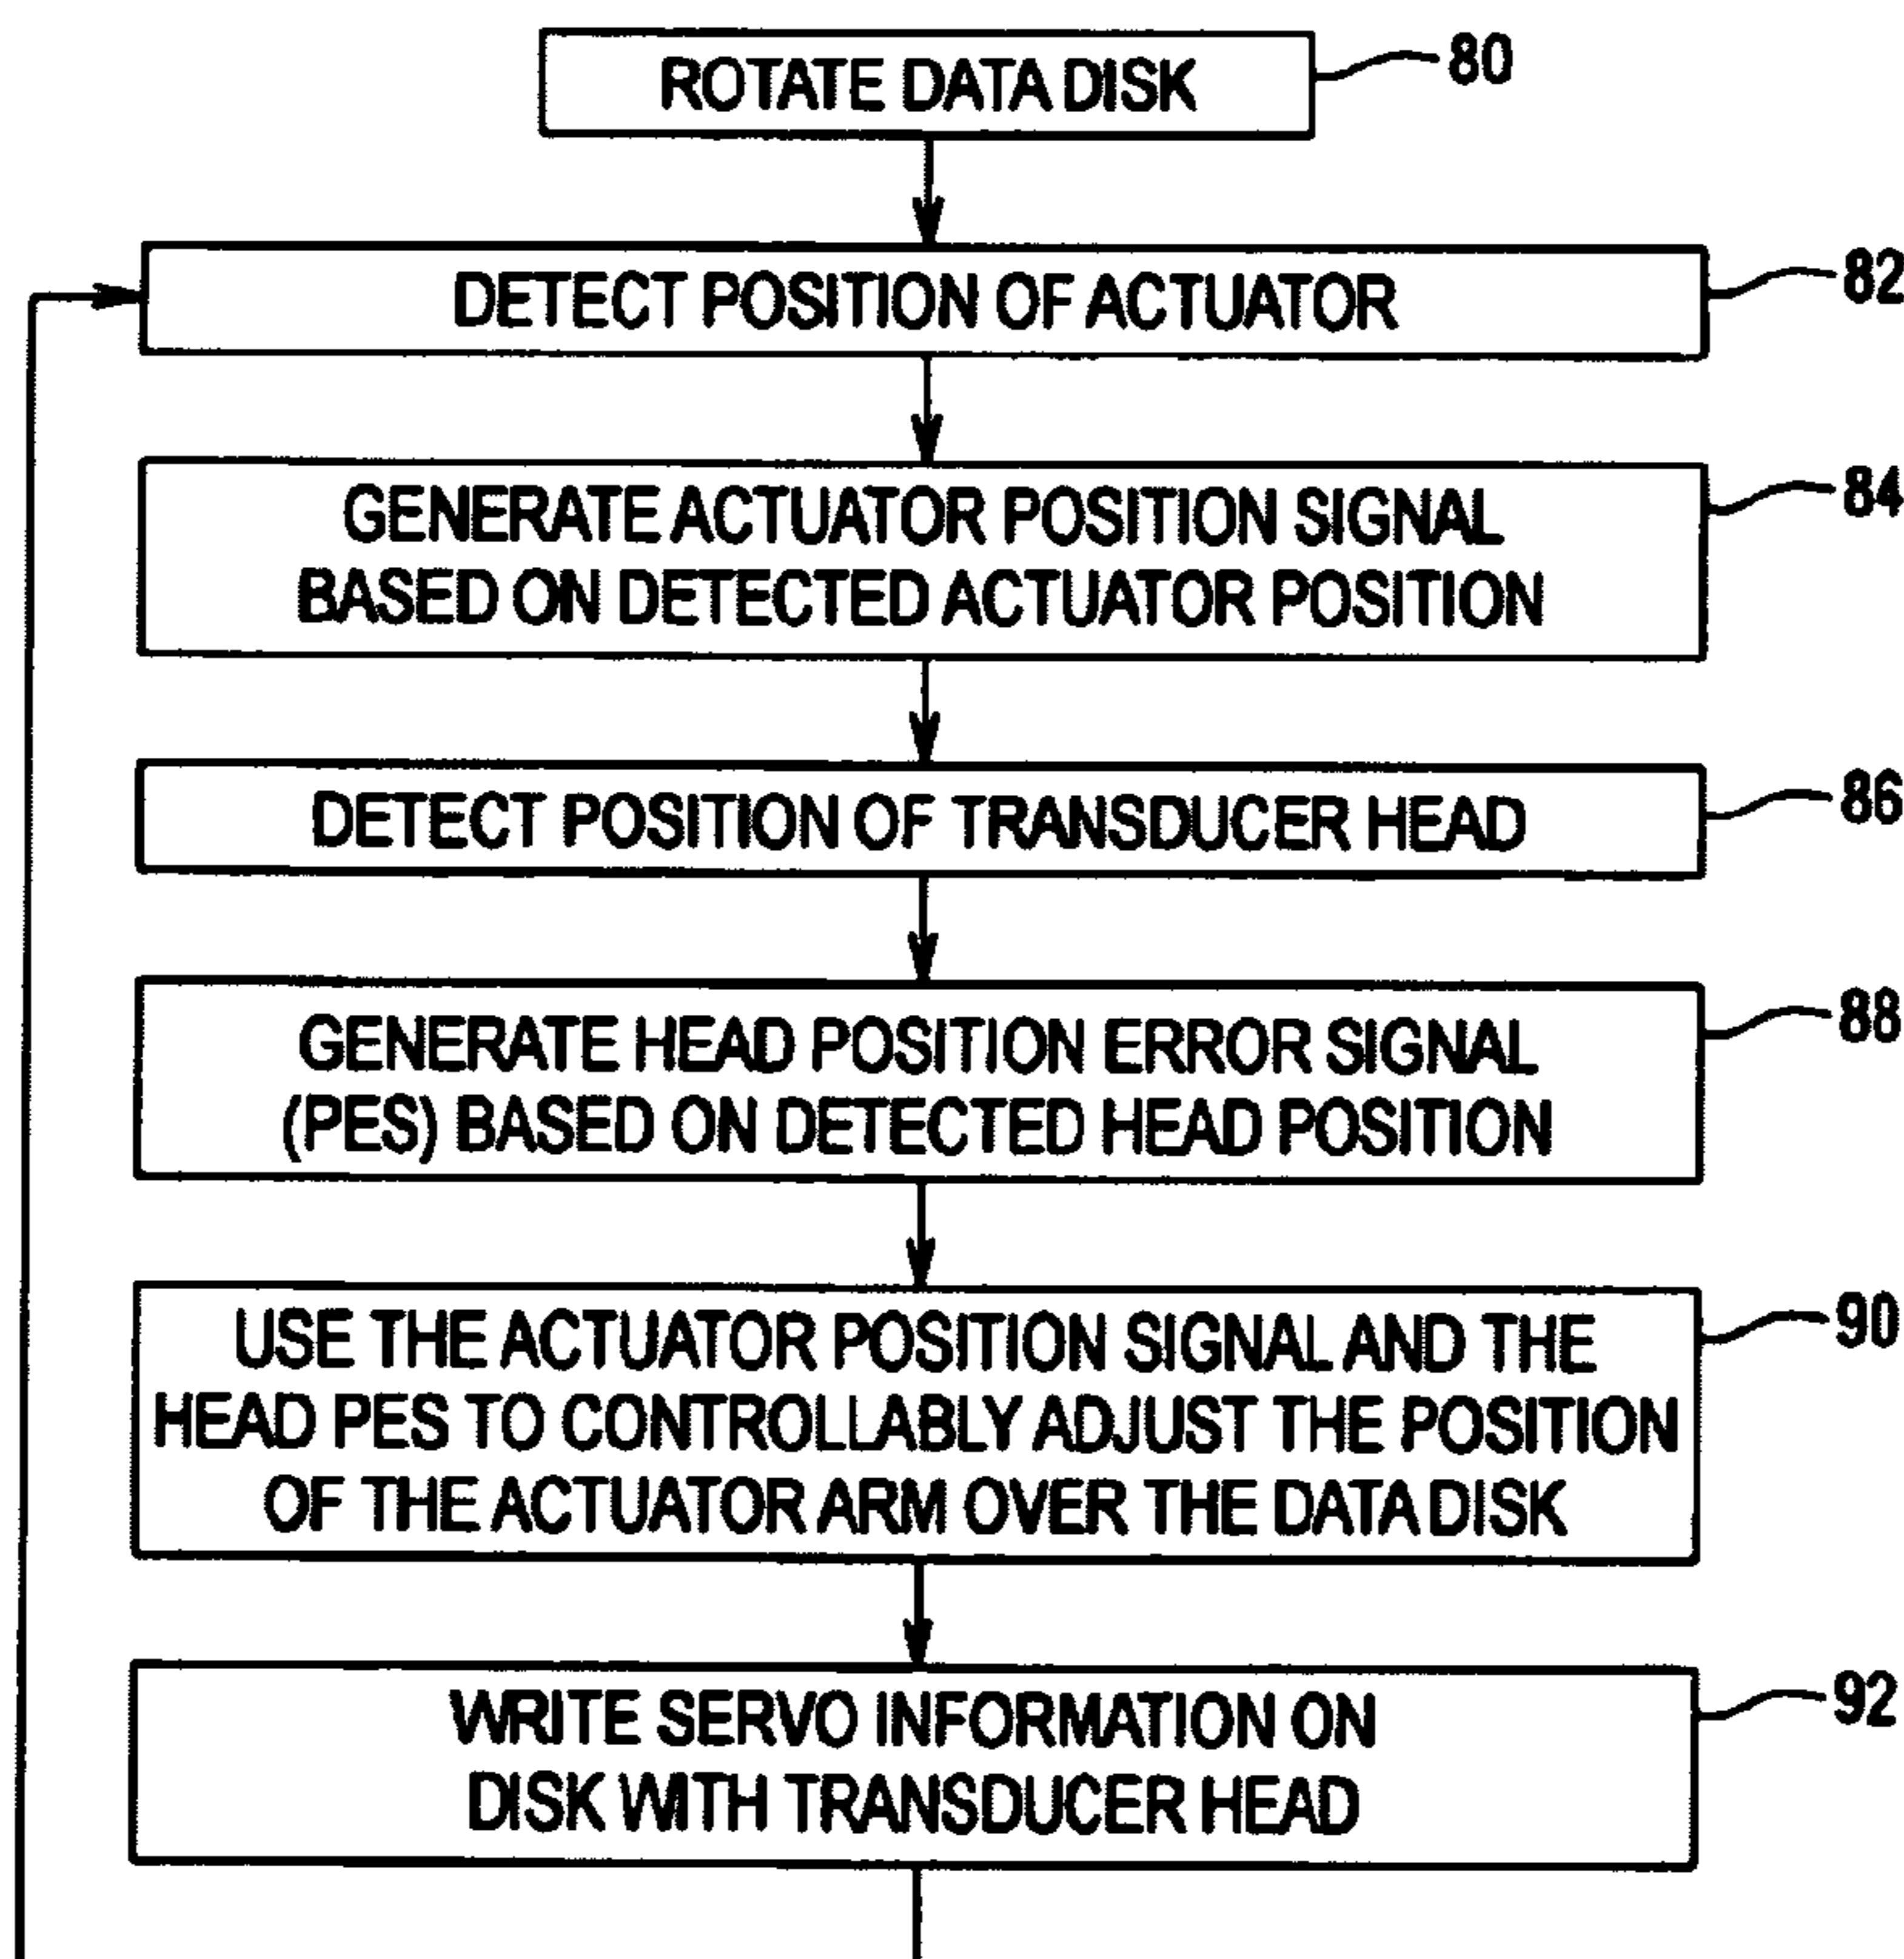 ROTATE DATA DISK
80
DETECT POSITION OF ACTUATOR
82
GENERATE ACTUATOR POSITION SIGNAL
BASED ON DETECTED ACTUATOR POSITION
84
DETECT POSITION OF TRANSDUCER HEAD
86
GENERATE HEAD POSITION ERROR SIGNAL
(PES) BASED ON DETECTED HEAD POSITION
88
USE THE ACTUATOR POSITION SIGNAL AND THE
HEAD PES TO CONTROLLABLY ADJUST THE POSITION
OF THE ACTUATOR ARM OVER THE DATA DISK
90
WRITE SERVO INFORMATION ON
DISK WITH TRANSDUCER HEAD
92